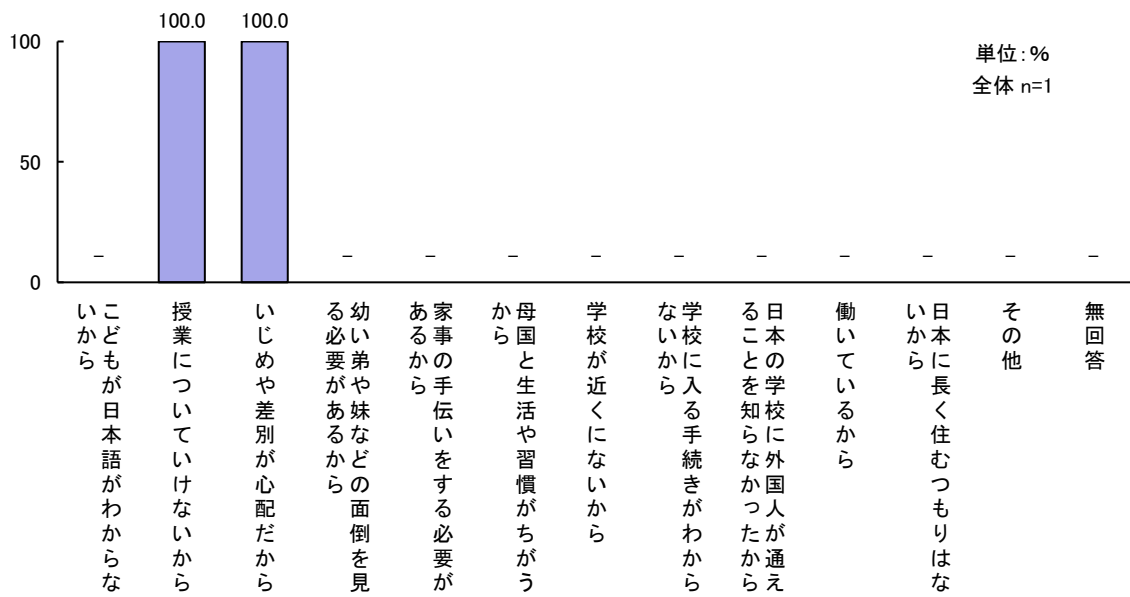 100.0
100.0
100
単位：％
全体 n=1
50
－
－
－
－
－
－
－
－
－
－
－
0
こどもが日本語がわからな
いから
授業についていけないから
いじめや差別が心配だから
幼い弟や妹などの面倒を見
る必要があるから
家事の手伝いをする必要が
あるから
母国と生活や習慣がちがう
から
学校が近くにないから
学校に入る手続きがわから
ないから
日本の学校に外国人が通え
ることを知らなかったから
働いているから
日本に長く住むつもりはな
いから
その他
無回答